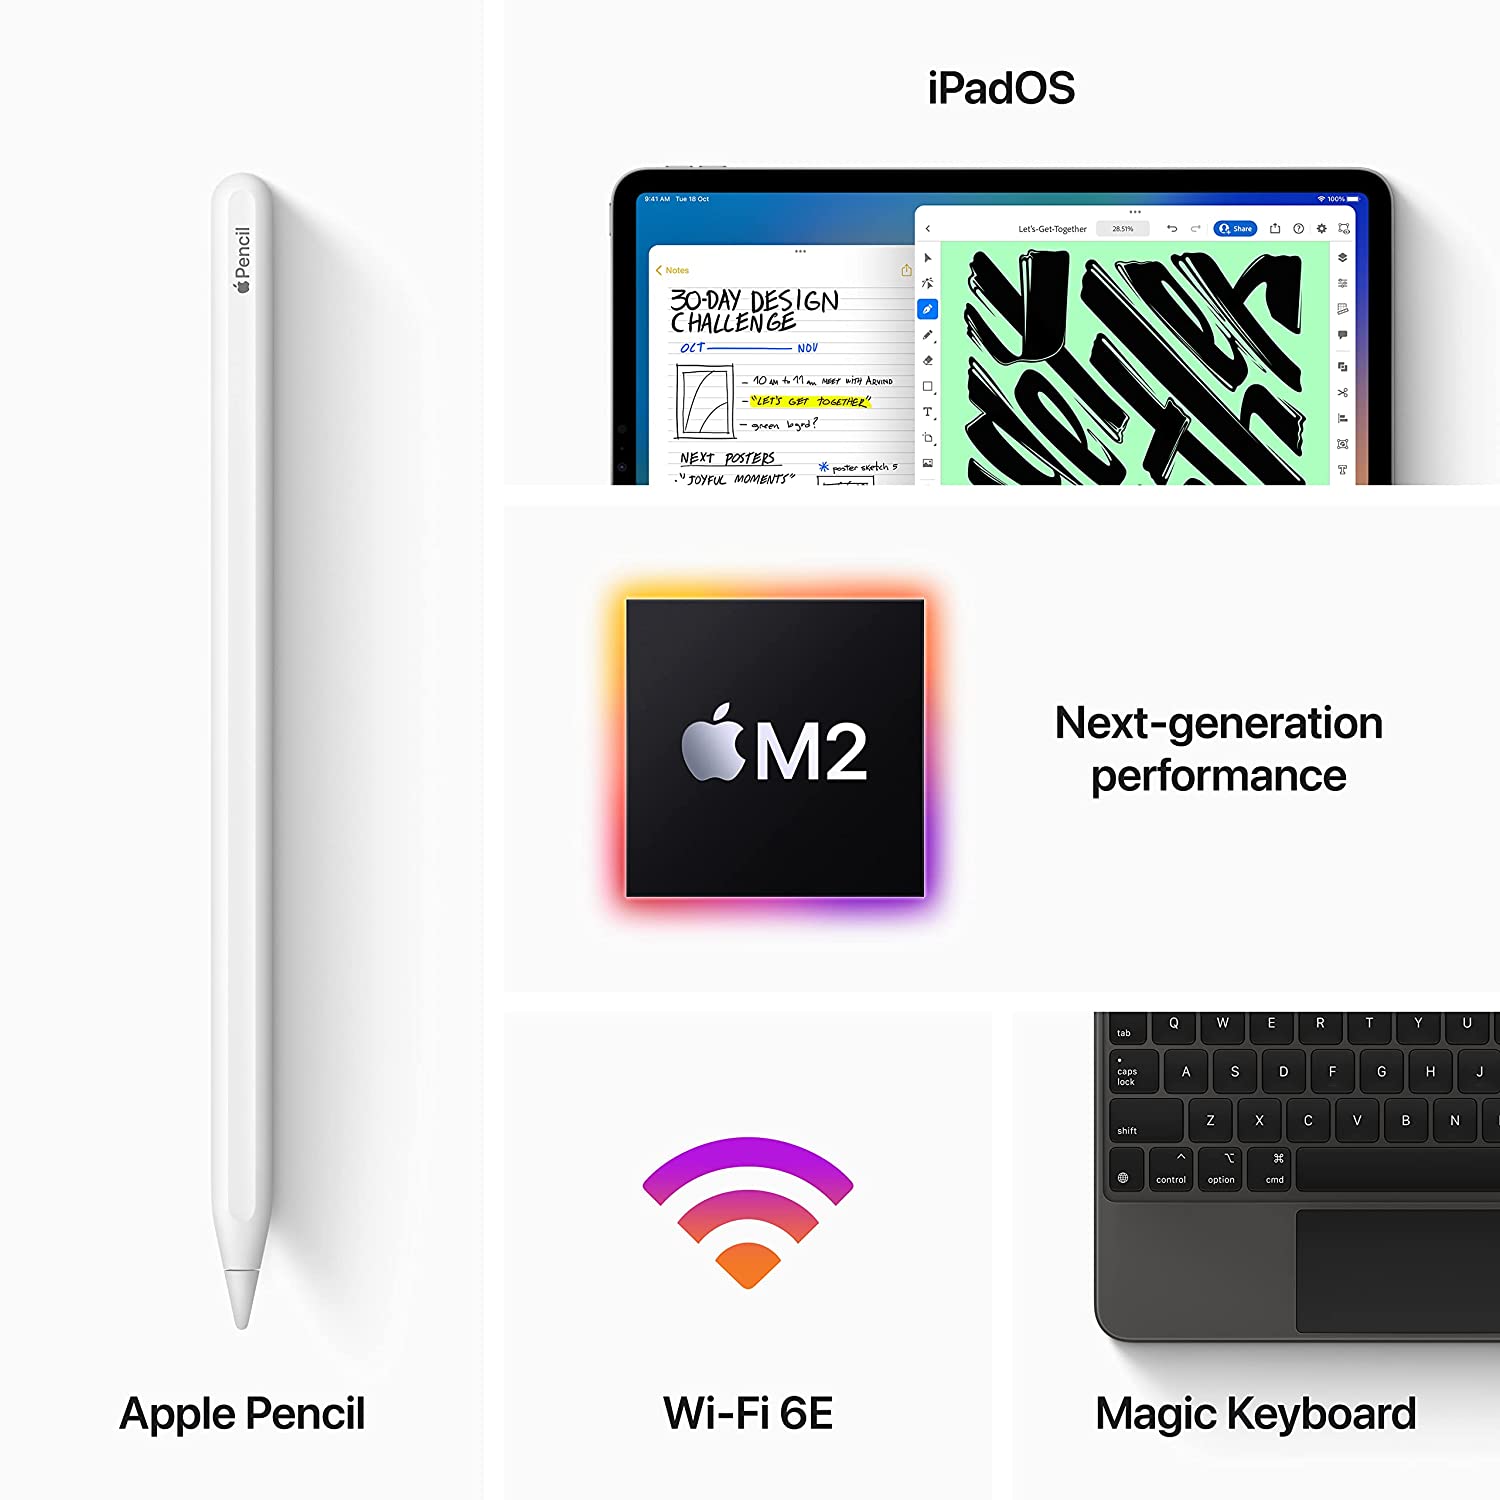 Pencil
Apple Pencil
iPadOS
9:41 AM Tue 18 Oct
100%
Notes
30-DAY DESIGN
CHALLENGE
OCT NOV
- 10 AM to 11 AM MEET WITH ARVIND
- "LET'S GET TOGETHER"
- green bgrd?
NEXT POSTERS
* poster sketch 5
· "JOYFUL MOMENTS"
Let's-Get-Together
28.51%
Share
M2
Next-generation
performance
Wi-Fi 6E
tab Q W E R T Y U
caps
lock A S D F G H J
shift Z X C V B N
control option cmd
Magic Keyboard